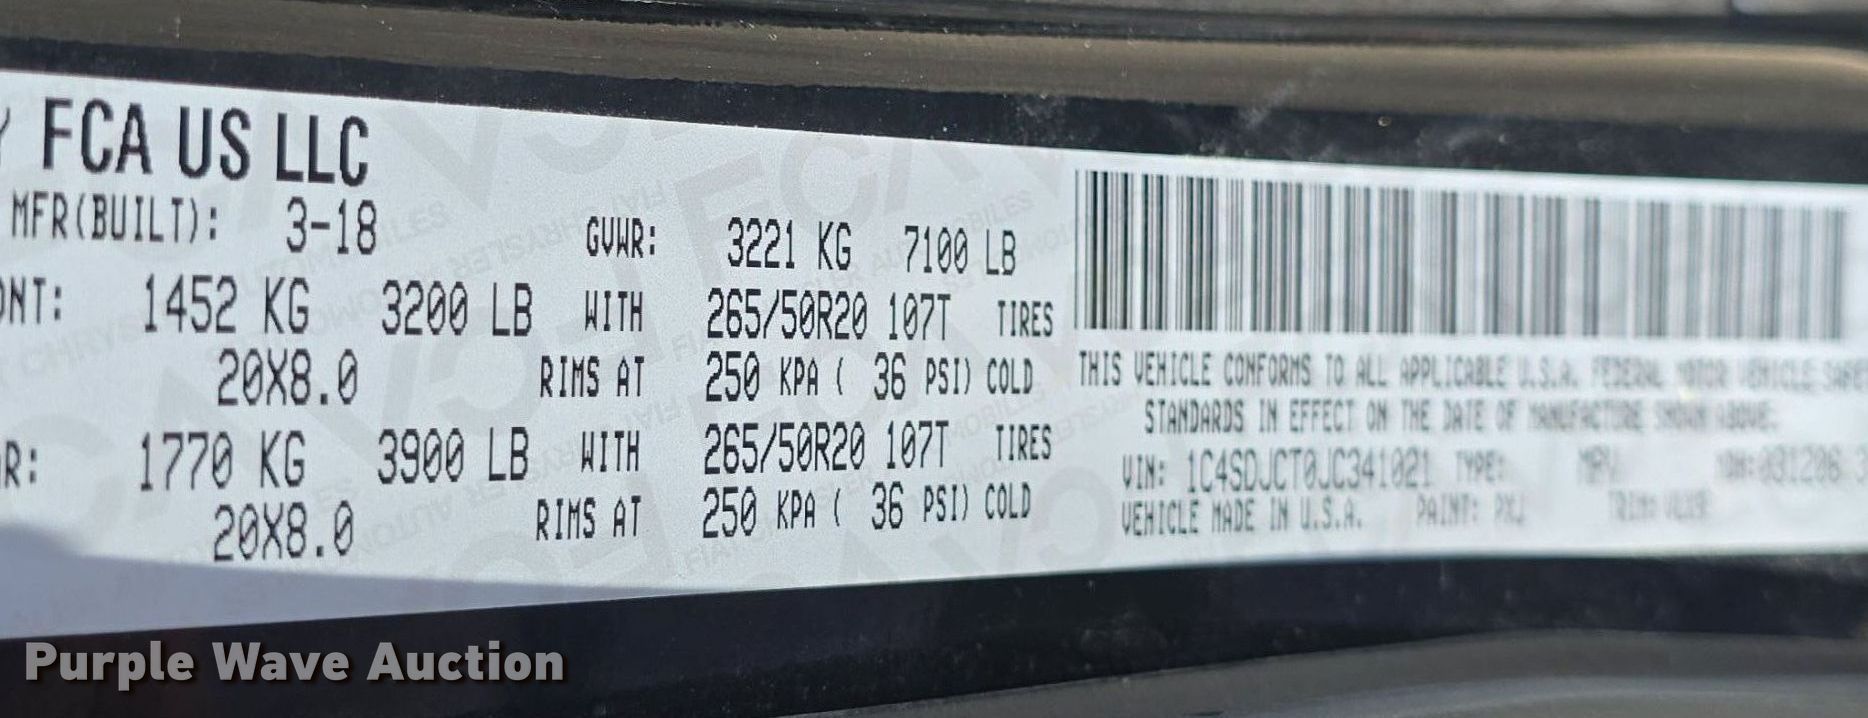 FCA US LLC
MFR(BUILT): 3-18
GVWR: 3221 KG 7100 LB
ONT: 1452 KG 3200 LB WITH 265/50R20 107T TIRES
20X8.0 RIMS AT 250 KPA ( 36 PSI) COLD
R: 1770 KG 3900 LB WITH 265/50R20 107T TIRES
20X8.0 RIMS AT 250 KPA ( 36 PSI) COLD
THIS VEHICLE CONFORMS TO ALL APPLICABLE U.S.A. FEDERAL MOTOR VEHICLE SAFE
STANDARDS IN EFFECT ON THE DATE OF MANUFACTURE SHOWN ABOVE.
VIN: 1C4SDJCT0JC341021 TYPE: MPV
VEHICLE MADE IN U.S.A. PAINT: PXJ
Purple Wave Auction